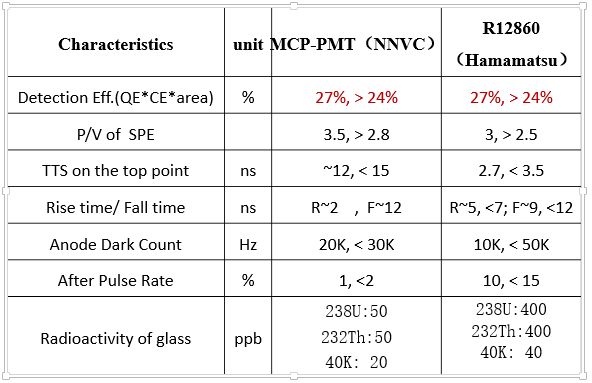 Characteristics unit MCP-PMT（NNVC） R12860
（Hamamatsu）
Detection Eff.(QE*CE*area) % 27%, > 24% 27%, > 24%
P/V of SPE 3.5, > 2.8 3, > 2.5
TTS on the top point ns ~12, < 15 2.7, < 3.5
Rise time/ Fall time ns R~2 , F~12 R~5, <7; F~9, <12
Anode Dark Count Hz 20K, < 30K 10K, < 50K
After Pulse Rate % 1, <2 10, < 15
Radioactivity of glass ppb 238U:50 238U:400
232Th:50 232Th:400
40K: 20 40K: 40